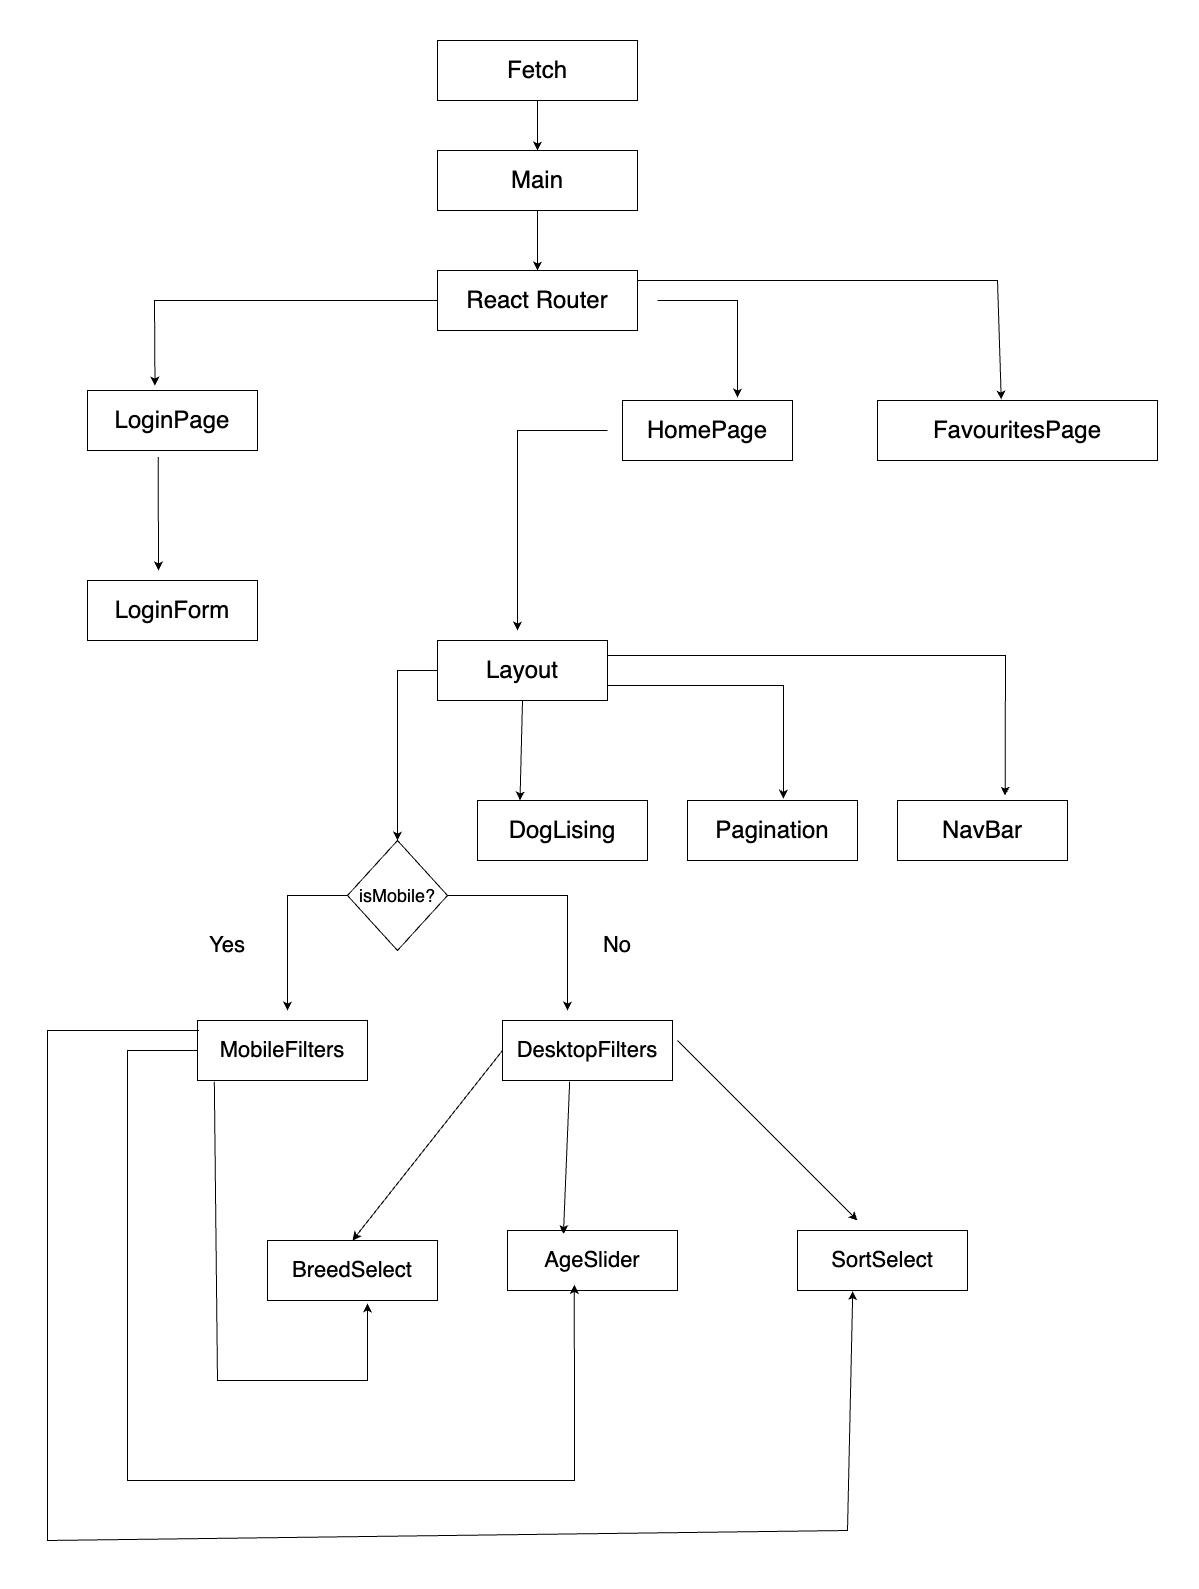 Fetch
Main
React Router
LoginPage
HomePage
FavouritesPage
LoginForm
Layout
DogLising
Pagination
NavBar
isMobile?
Yes
No
MobileFilters
DesktopFilters
BreedSelect
AgeSlider
SortSelect